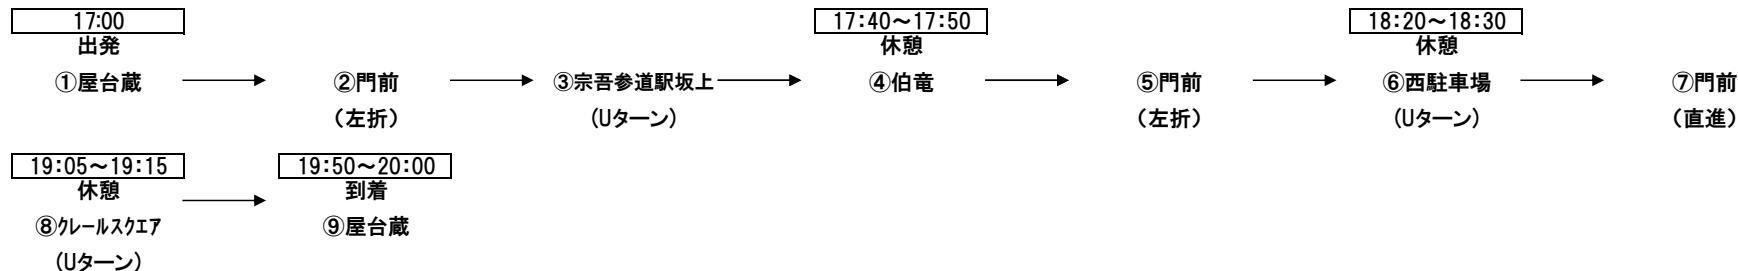 17:00 17:40～17:50 18:20～18:30
出発 休憩 休憩
①屋台蔵 ②門前 ③宗吾参道駅坂上 ④伯竜 ⑤門前 ⑥西駐車場 ⑦門前
（左折） (Uターン) （左折） (Uターン) （直進）
19:05～19:15 19:50～20:00
休憩 到着
⑧ｸﾚｰﾙｽｸｴｱ ⑨屋台蔵
(Uターン)